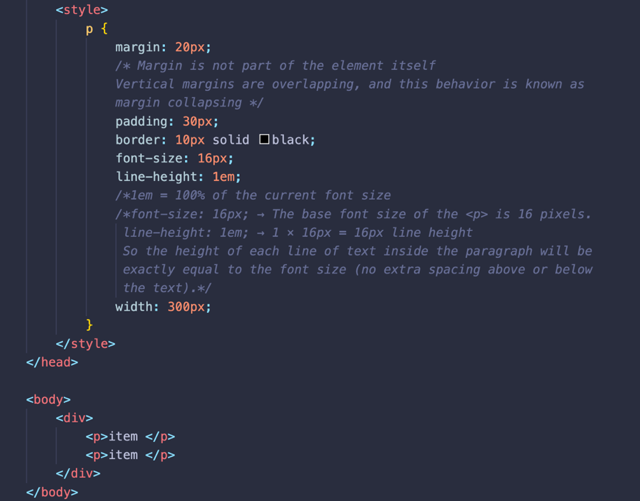 <style>
p {
margin: 20px;
/* Margin is not part of the element itself
Vertical margins are overlapping, and this behavior is known as
margin collapsing */
padding: 30px;
border: 10px solid black;
font-size: 16px;
line-height: 1em;
/*1em = 100% of the current font size
/*font-size: 16px; → The base font size of the <p> is 16 pixels.
line-height: 1em; → 1 × 16px = 16px line height
So the height of each line of text inside the paragraph will be
exactly equal to the font size (no extra spacing above or below
the text).*/
width: 300px;
}
</style>
</head>
<body>
<div>
<p>item </p>
<p>item </p>
</div>
</body>